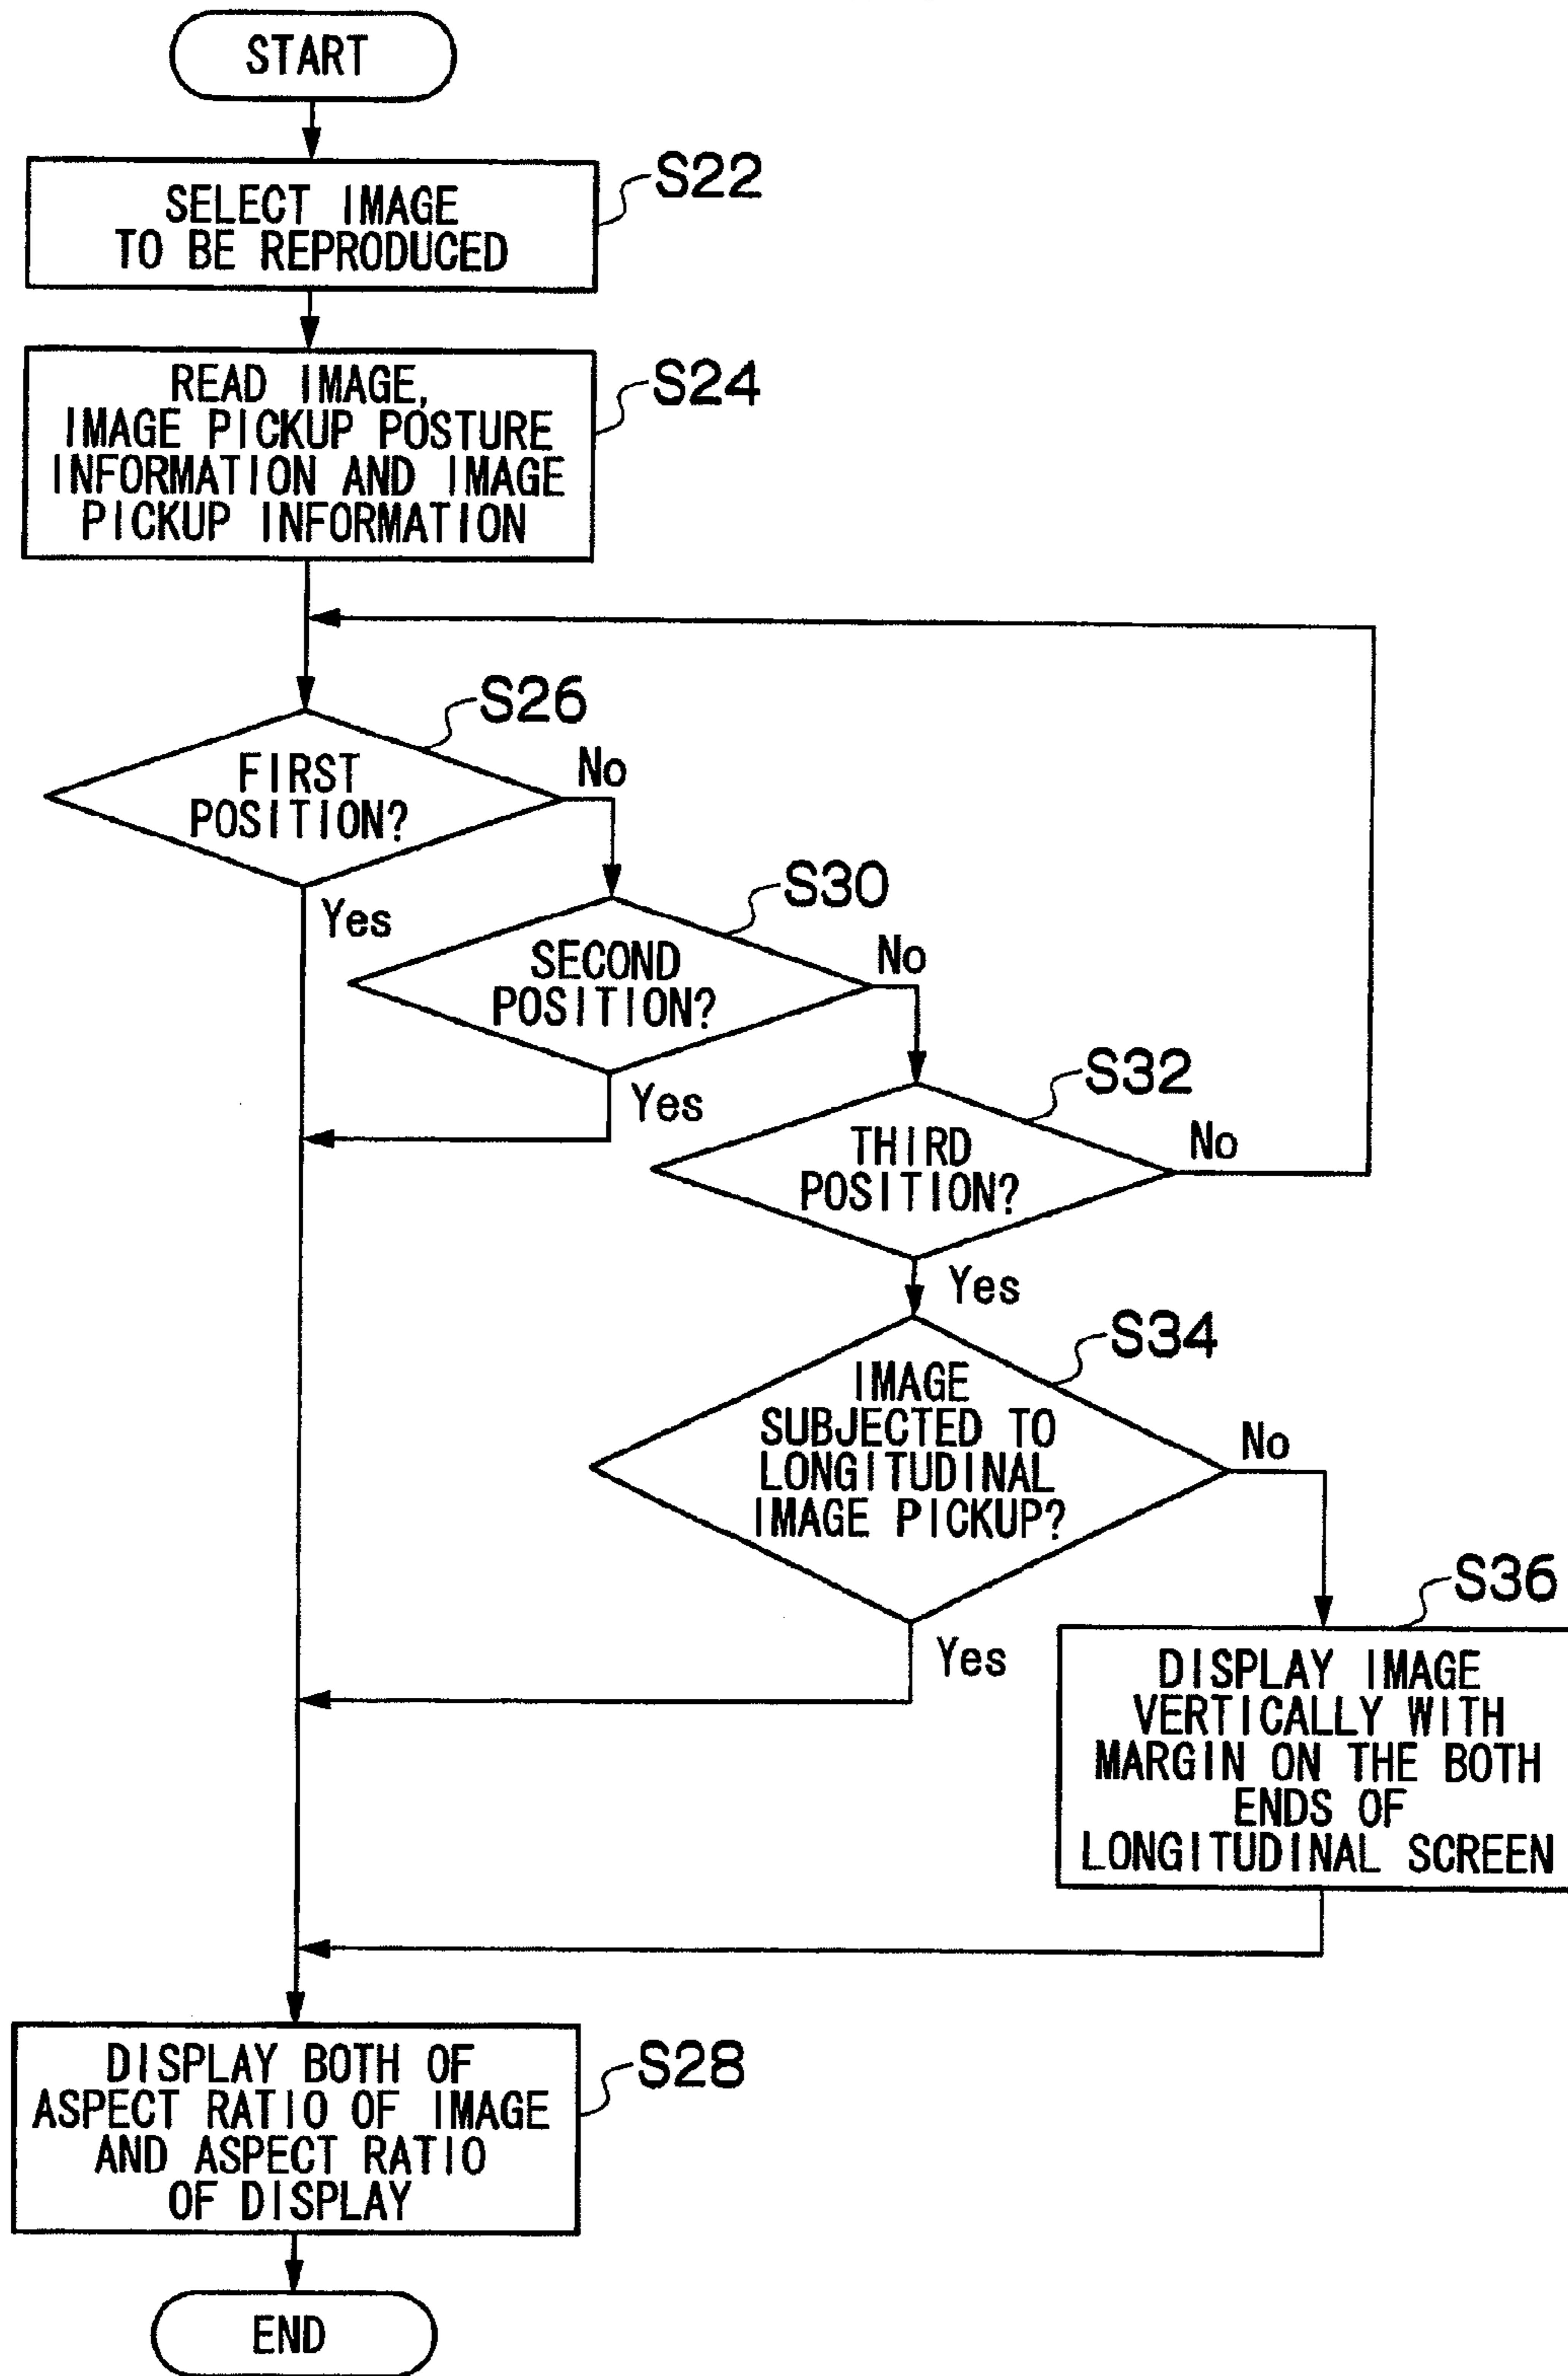 START
S22
SELECT IMAGE
TO BE REPRODUCED
S24
READ IMAGE,
IMAGE PICKUP POSTURE
INFORMATION AND IMAGE
PICKUP INFORMATION
S26
FIRST
POSITION?
No
Yes
S30
SECOND
POSITION?
No
Yes
S32
THIRD
POSITION?
No
Yes
S34
IMAGE
SUBJECTED TO
LONGITUDINAL
IMAGE PICKUP?
No
Yes
S36
DISPLAY IMAGE
VERTICALLY WITH
MARGIN ON THE BOTH
ENDS OF
LONGITUDINAL SCREEN
S28
DISPLAY BOTH OF
ASPECT RATIO OF IMAGE
AND ASPECT RATIO
OF DISPLAY
END